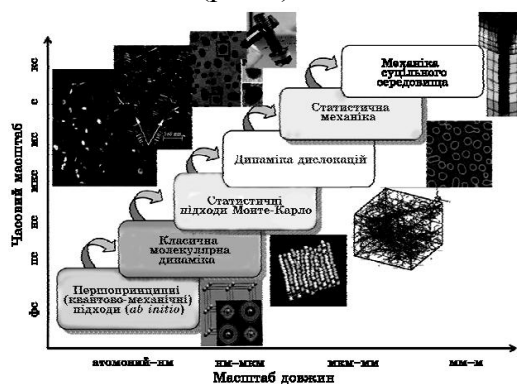 Механіка
суцільного
середовища
Статистична
механіка
Динаміка дислокацій
Статистичні
підходи Монте-Карло
Класична
молекулярна
динаміка
Першопринципні
(квантово-механічні)
підходи (ab initio)
Часовий масштаб
кс
с
мс
мкс
нс
пс
фс
атомний–нм
нм–мкм
мкм–мм
мм–м
Масштаб довжин